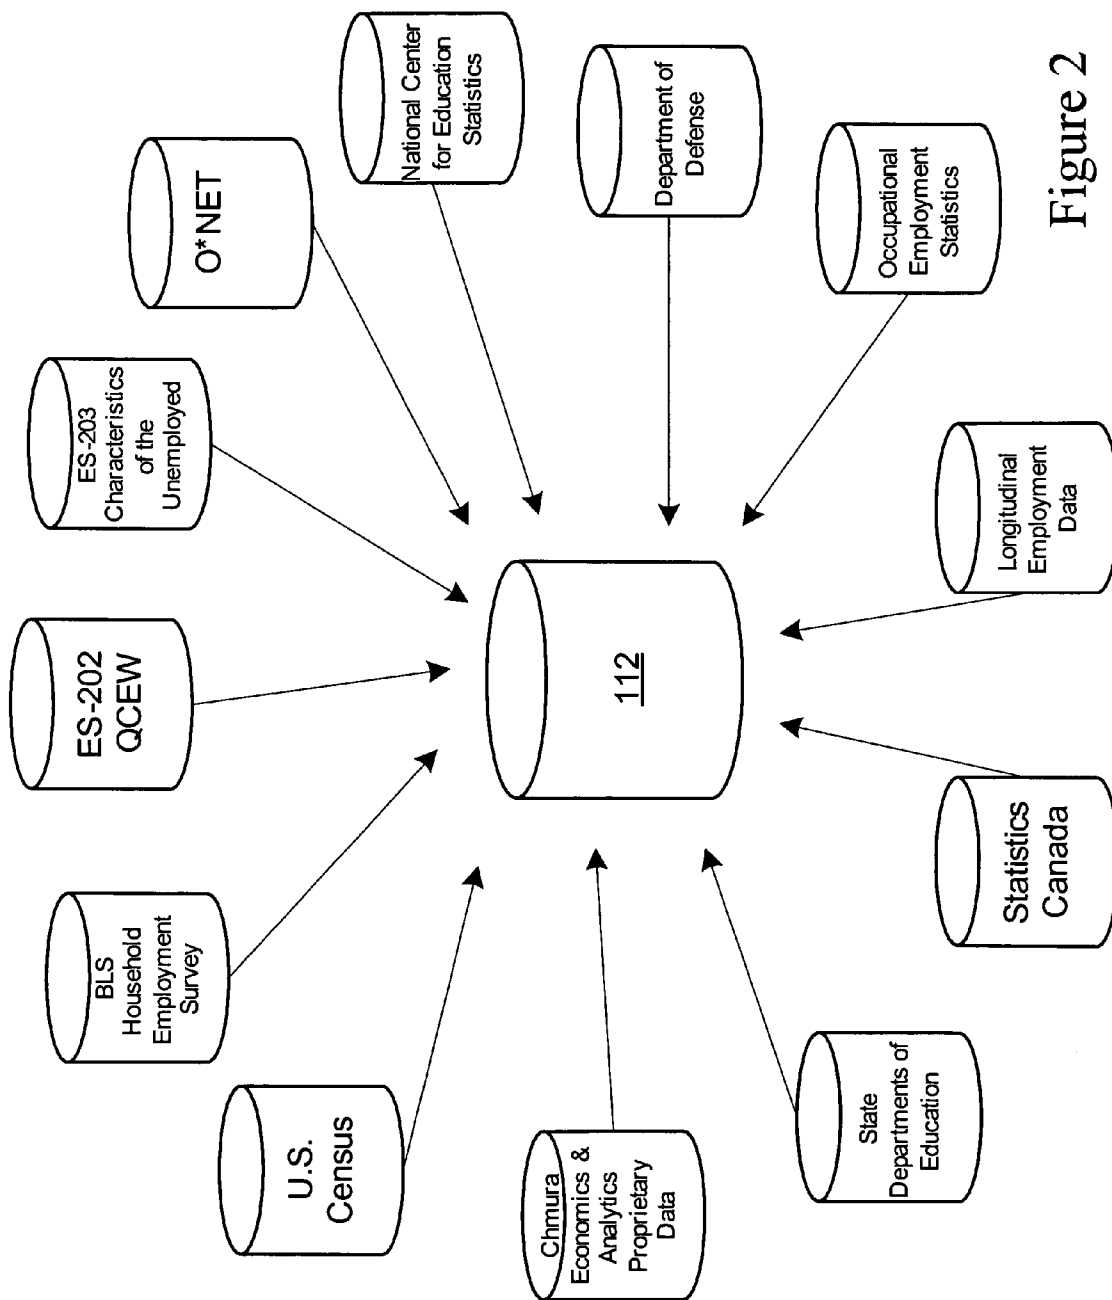 ES-202
QCEW
BLS
Household
Employment
Survey
ES-203
Characteristics
of the
Unemployed
U.S.
Census
O*NET
National Center
for Education
Statistics
Chmura
Economics &
Analytics
Proprietary
Data
112
Department of
Defense
State
Departments of
Education
Occupational
Employment
Statistics
Statistics
Canada
Longitudinal
Employment
Data
Figure 2